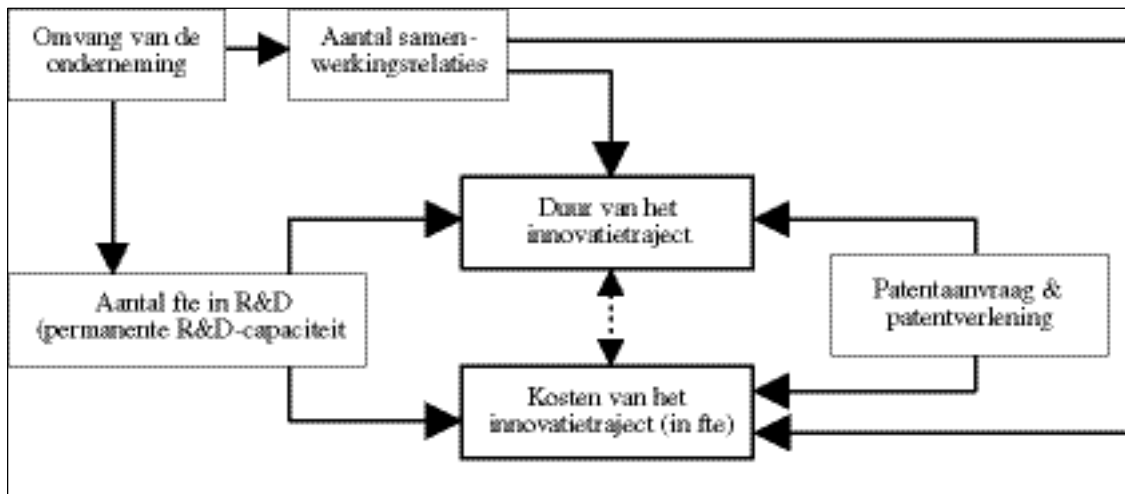 Omvang van de
onderneming
Aantal samen-
werkingsrelaties
Duur van het
innovatietraject
Aantal fte in R&D
(permanente R&D-capaciteit
Patentaanvraag &
patentverlening
Kosten van het
innovatietraject (in fte)